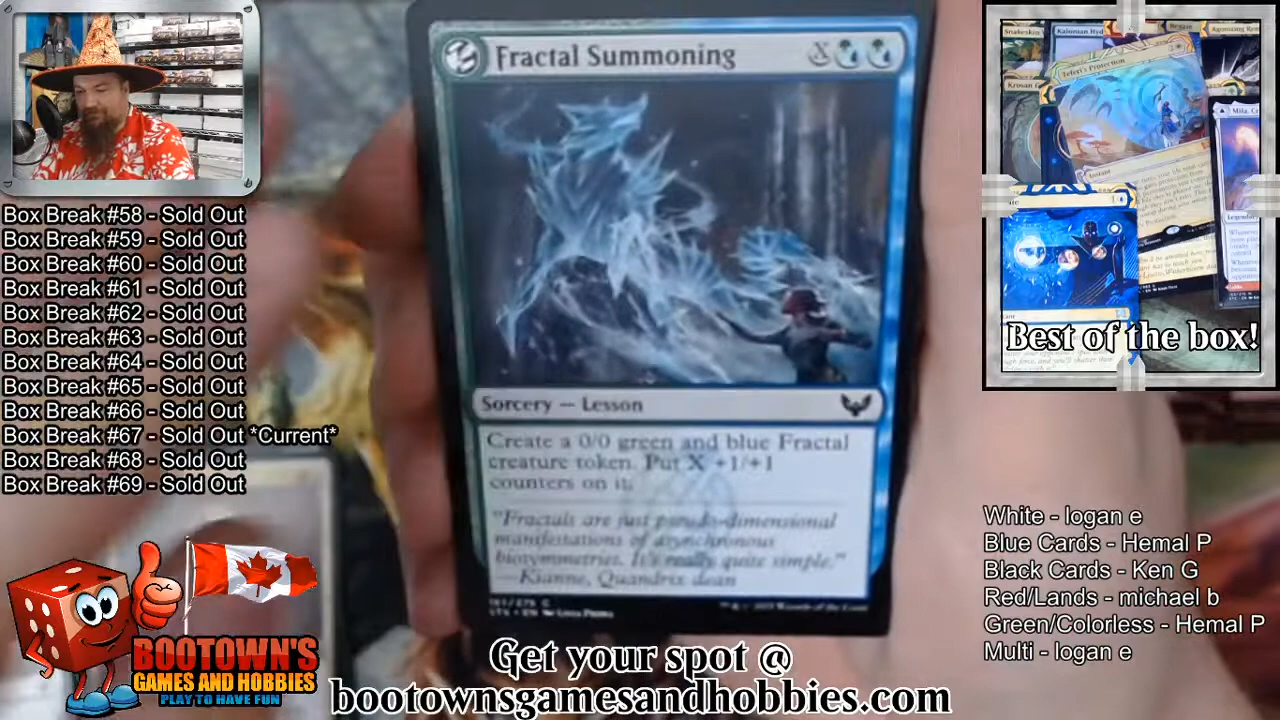 Box Break #58 - Sold Out
Box Break #59 - Sold Out
Box Break #60 - Sold Out
Box Break #61 - Sold Out
Box Break #62 - Sold Out
Box Break #63 - Sold Out
Box Break #64 - Sold Out
Box Break #65 - Sold Out
Box Break #66 - Sold Out
Box Break #67 - Sold Out *Current*
Box Break #68 - Sold Out
Box Break #69 - Sold Out
BOOTOWN'S
GAMES AND HOBBIES
PLAY TO HAVE FUN
Fractal Summoning X
Sorcery — Lesson
Create a 0/0 green and blue Fractal
creature token. Put X +1/+1
counters on it.
"Fractals are just pseudo-dimensional
manifestations of asynchronous
biosymmetries. It's really quite simple."
—Kianne, Quandrix dean
Get your spot @
bootownsgamesandhobbies.com
Teferi's Protection
Instant
Legendary
Best of the box!
White - logan e
Blue Cards - Hemal P
Black Cards - Ken G
Red/Lands - michael b
Green/Colorless - Hemal P
Multi - logan e